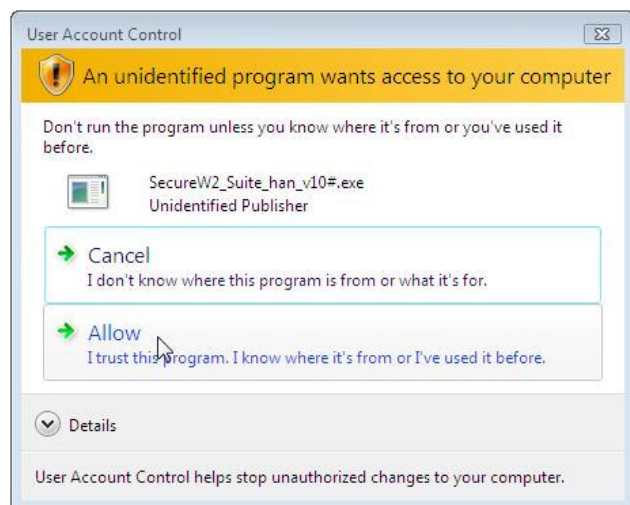 User Account Control
An unidentified program wants access to your computer
Don't run the program unless you know where it's from or you've used it
before.
SecureW2_Suite_han_v10#.exe
Unidentified Publisher
Cancel
I don't know where this program is from or what it's for.
Allow
I trust this program. I know where it's from or I've used it before.
Details
User Account Control helps stop unauthorized changes to your computer.